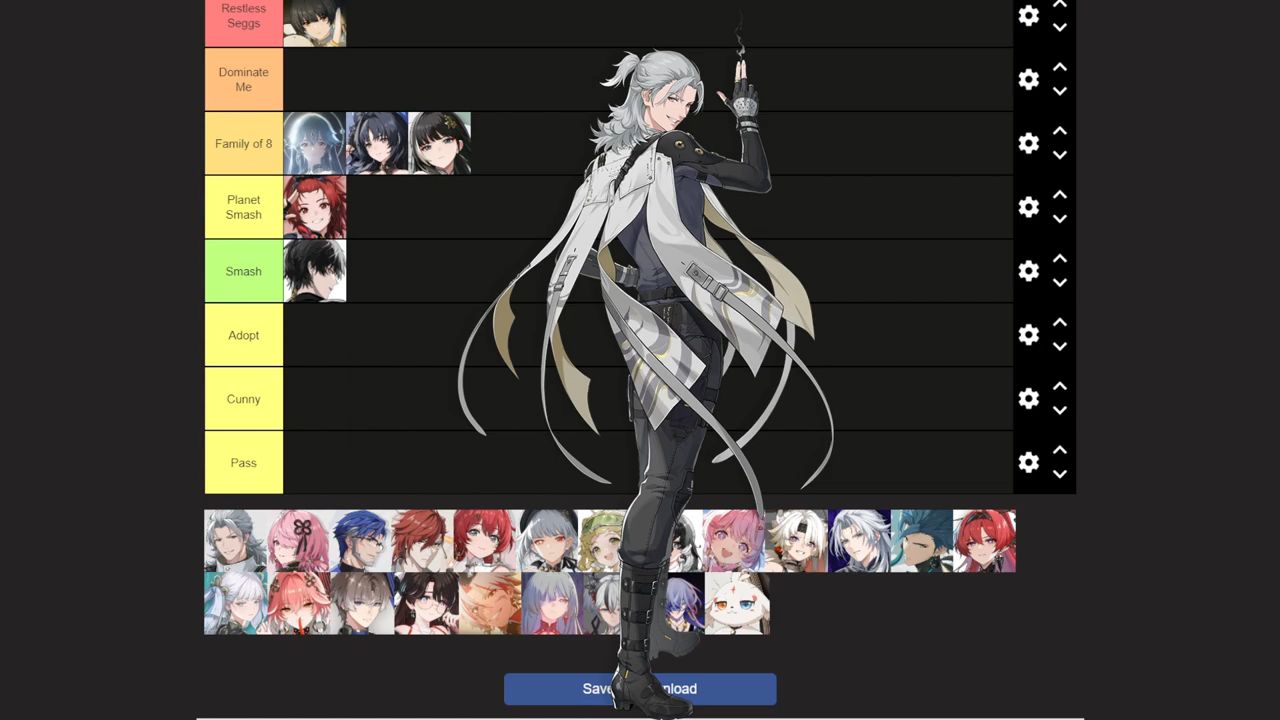 Restless
Seggs
Dominate
Me
Family of 8
Planet
Smash
Smash
Adopt
Cunny
Pass
Save
nload